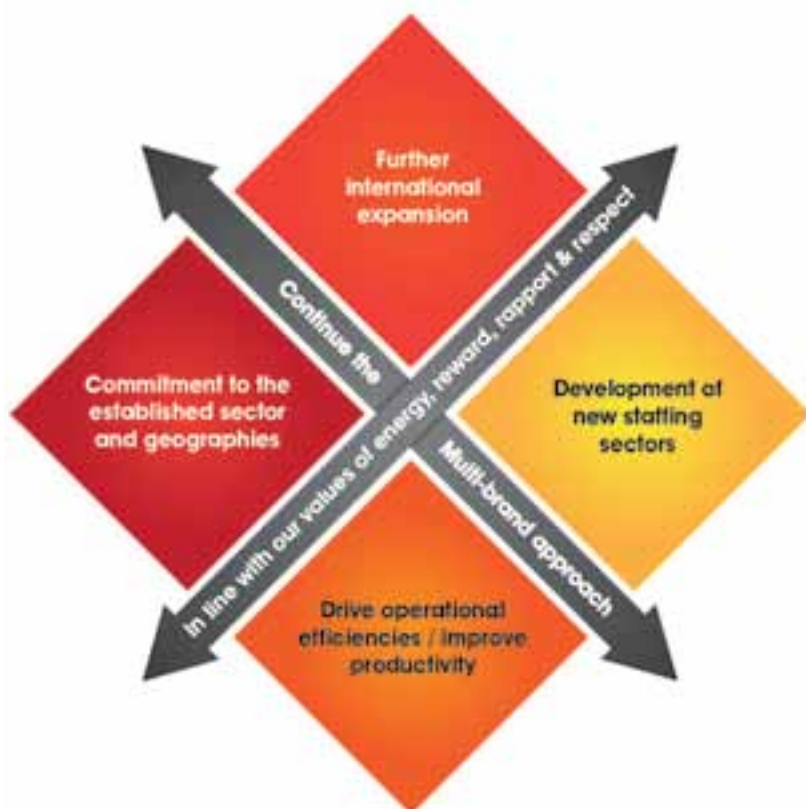 Further
international
expansion
Commitment to the
established sector
and geographies
Development of
new staffing
sectors
Drive operational
efficiencies / improve
productivity
Continue the
Multi-brand approach
In line with our values of energy, reward, rapport & respect